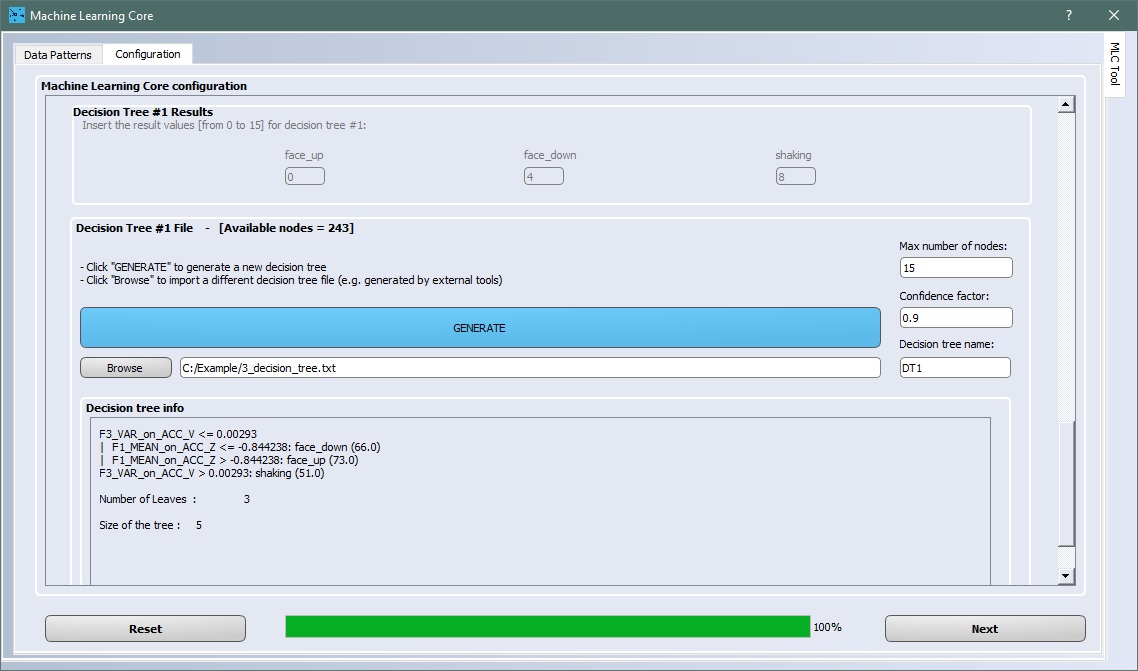 Machine Learning Core
?
Data Patterns
Configuration
MLC Tool
Machine Learning Core configuration
Decision Tree #1 Results
Insert the result values [from 0 to 15] for decision tree #1:
face_up face_down shaking
0 4 8
Decision Tree #1 File - [Available nodes = 243]
- Click "GENERATE" to generate a new decision tree
- Click "Browse" to import a different decision tree file (e.g. generated by external tools)
Max number of nodes:
15
Confidence factor:
0.9
GENERATE
Decision tree name:
DT1
Browse C:/Example/3_decision_tree.txt
Decision tree info
F3_VAR_on_ACC_V <= 0.00293
| F1_MEAN_on_ACC_Z <= -0.844238: face_down (66.0)
| F1_MEAN_on_ACC_Z > -0.844238: face_up (73.0)
F3_VAR_on_ACC_V > 0.00293: shaking (51.0)
Number of Leaves : 3
Size of the tree : 5
Reset 100% Next